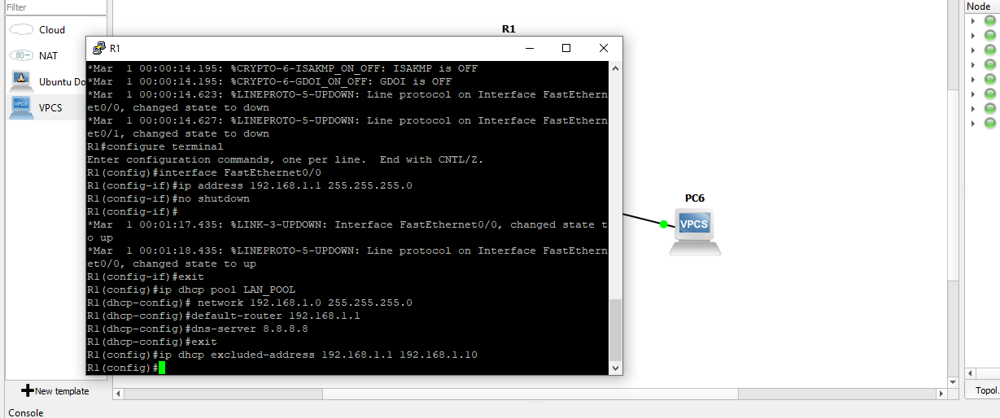 Filter
Node
Cloud
R1
NAT
R1
Ubuntu Do
VPCS
*Mar  1 00:00:14.195: %CRYPTO-6-ISAKMP_ON_OFF: ISAKMP is OFF
*Mar  1 00:00:14.195: %CRYPTO-6-GDOI_ON_OFF: GDOI is OFF
*Mar  1 00:00:14.623: %LINEPROTO-5-UPDOWN: Line protocol on Interface FastEthern
et0/0, changed state to down
*Mar  1 00:00:14.627: %LINEPROTO-5-UPDOWN: Line protocol on Interface FastEthern
et0/1, changed state to down
R1#configure terminal
Enter configuration commands, one per line.  End with CNTL/Z.
R1(config)#interface FastEthernet0/0
R1(config-if)#ip address 192.168.1.1 255.255.255.0
R1(config-if)#no shutdown
R1(config-if)#
*Mar  1 00:01:17.435: %LINK-3-UPDOWN: Interface FastEthernet0/0, changed state t
o up
*Mar  1 00:01:18.435: %LINEPROTO-5-UPDOWN: Line protocol on Interface FastEthern
et0/0, changed state to up
R1(config-if)#exit
R1(config)#ip dhcp pool LAN_POOL
R1(dhcp-config)# network 192.168.1.0 255.255.255.0
R1(dhcp-config)#default-router 192.168.1.1
R1(dhcp-config)#dns-server 8.8.8.8
R1(dhcp-config)#exit
R1(config)#ip dhcp excluded-address 192.168.1.1 192.168.1.10
R1(config)#
PC6
VPCS
VPCS
New template
Topol.
Console